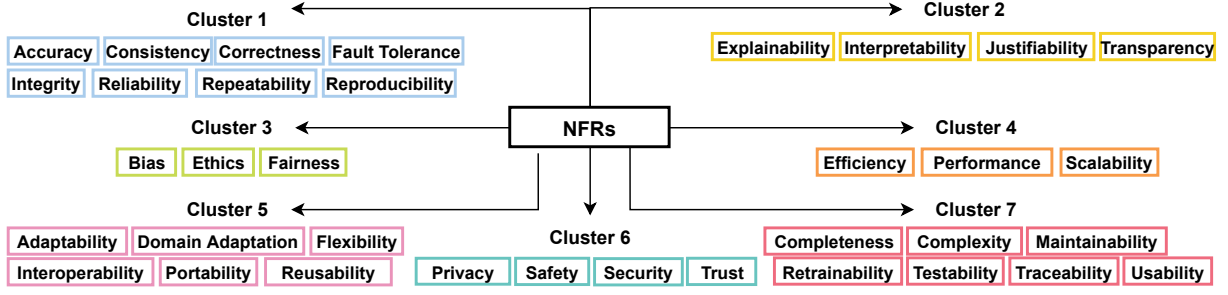 Cluster 1
Accuracy Consistency Correctness Fault Tolerance
Integrity Reliability Repeatability Reproducibility
Cluster 2
Explainability Interpretability Justifiability Transparency
NFRs
Cluster 3
Bias Ethics Fairness
Cluster 4
Efficiency Performance Scalability
Cluster 5
Adaptability Domain Adaptation Flexibility
Interoperability Portability Reusability
Cluster 6
Privacy Safety Security Trust
Cluster 7
Completeness Complexity Maintainability
Retrainability Testability Traceability Usability